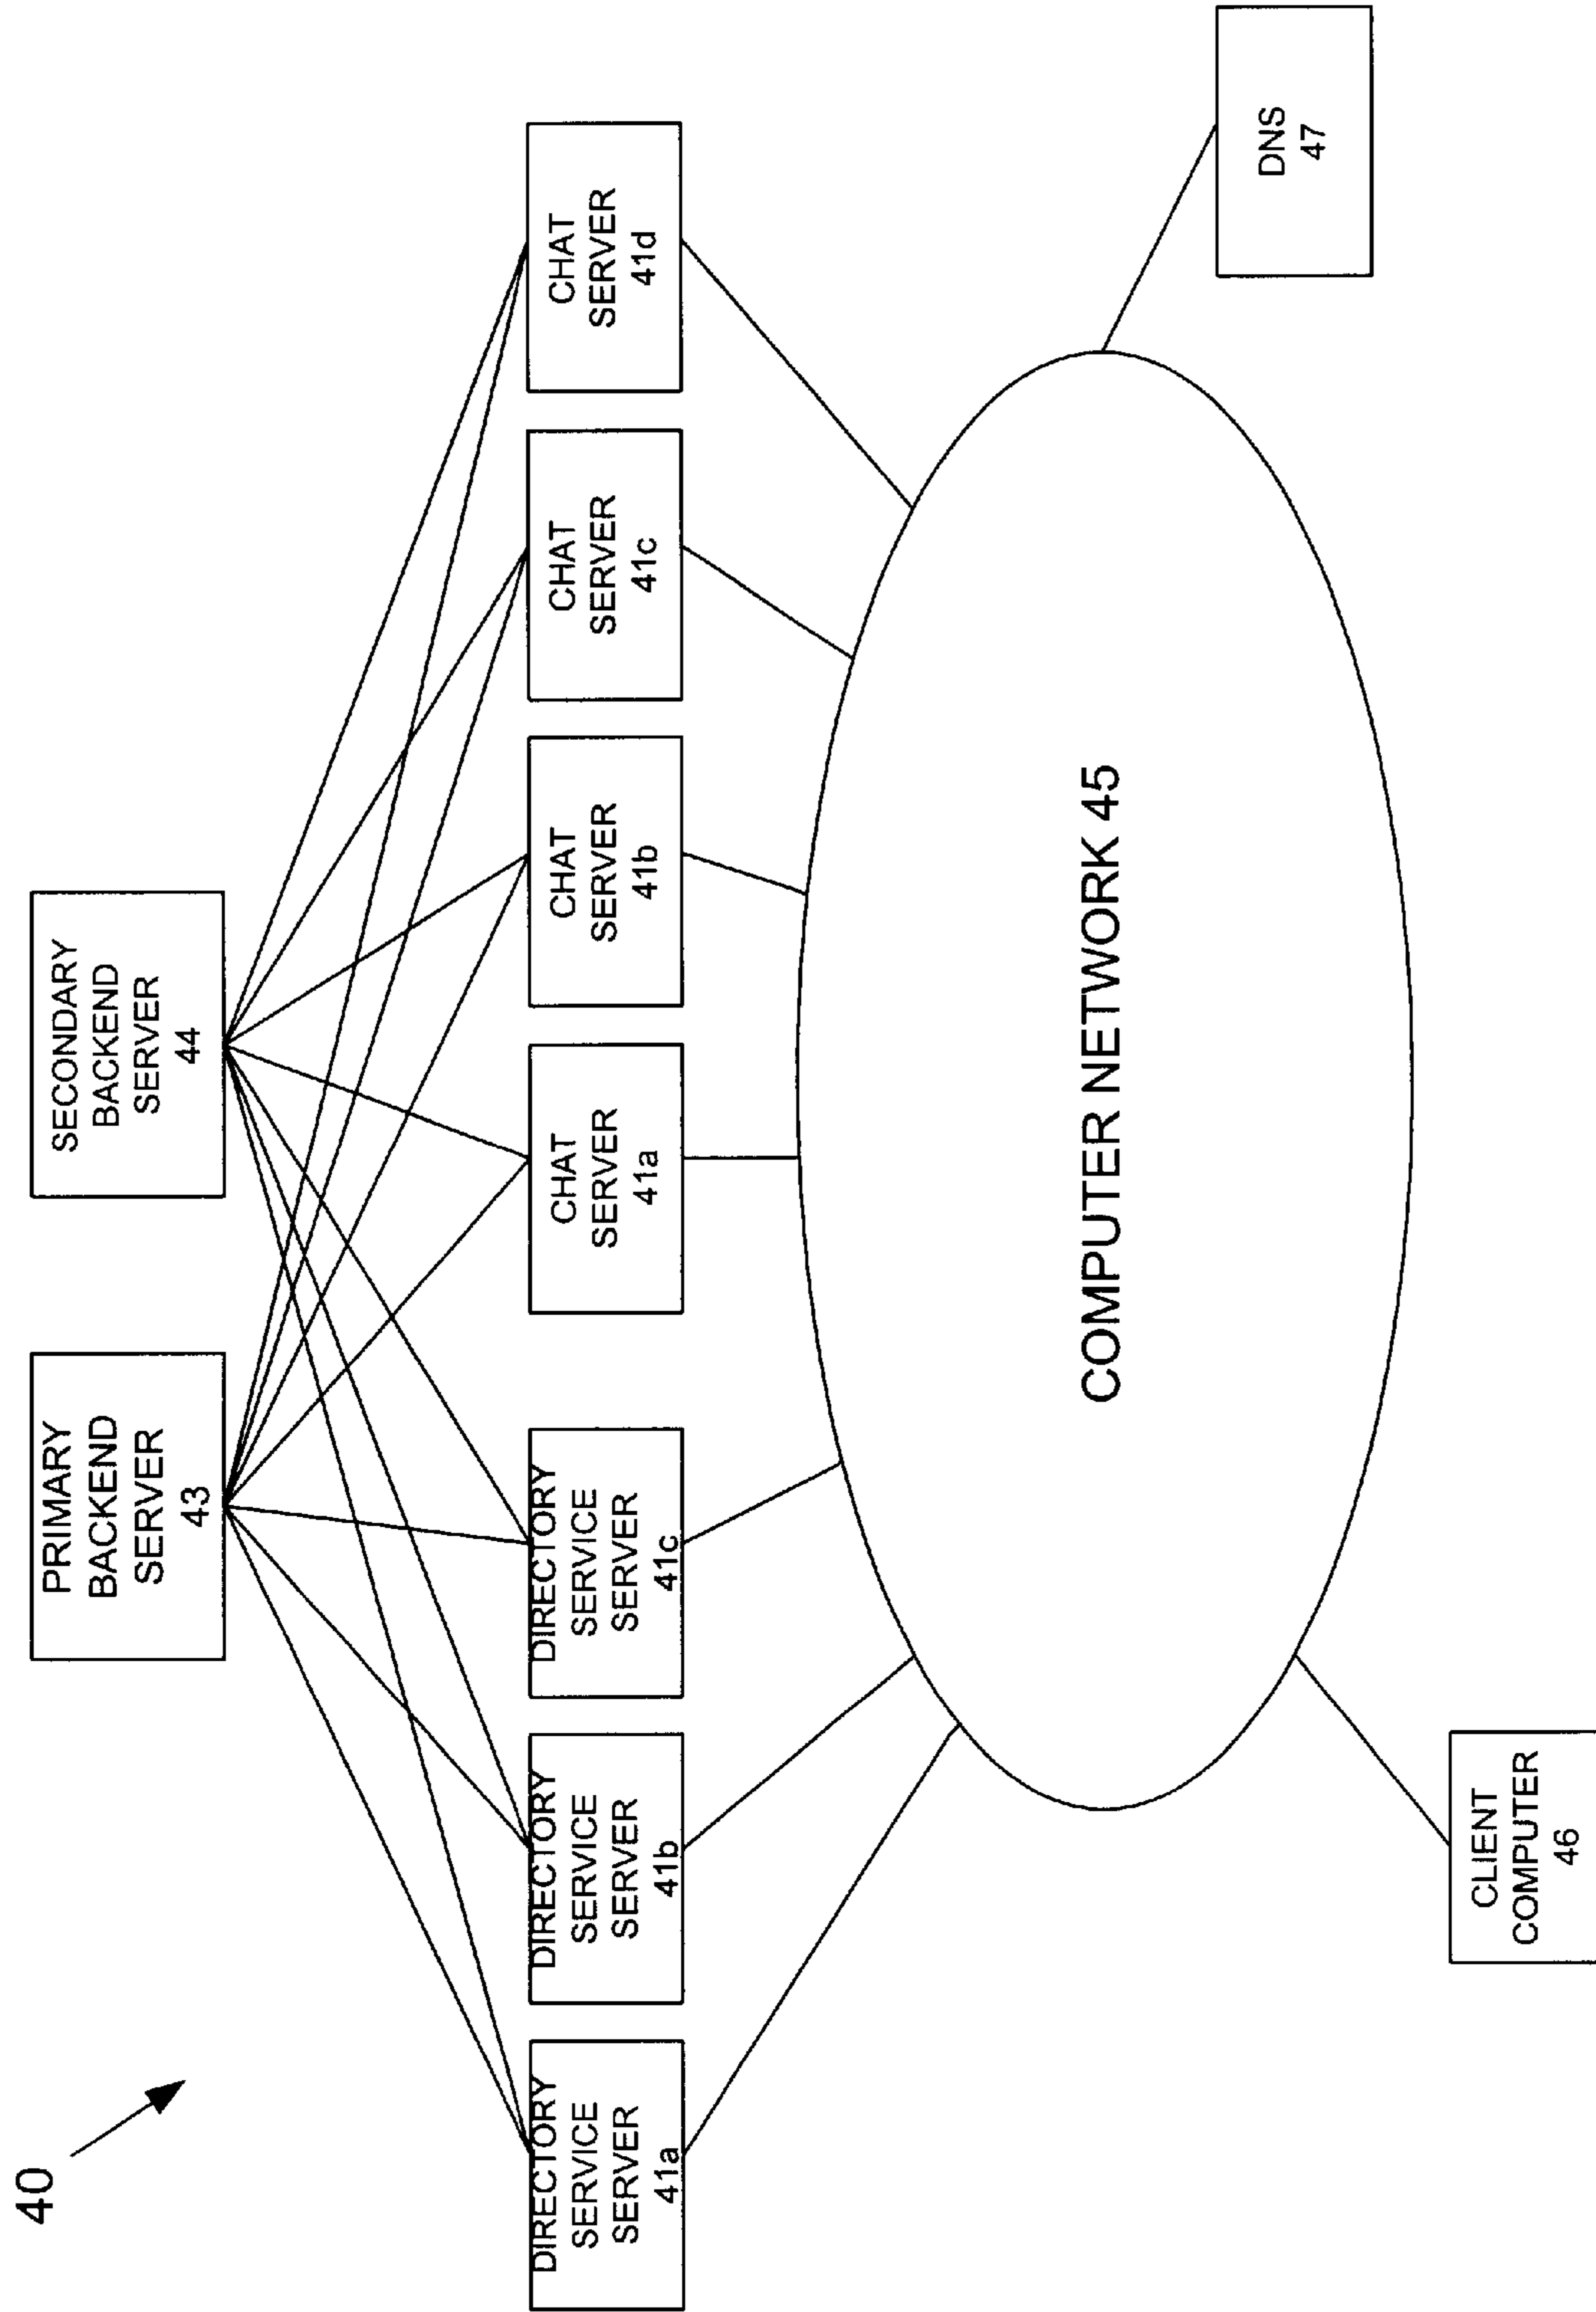 40
PRIMARY
BACKEND
SERVER
43
SECONDARY
BACKEND
SERVER
44
DIRECTORY
SERVICE
SERVER
41a
DIRECTORY
SERVICE
SERVER
41b
DIRECTORY
SERVICE
SERVER
41c
CHAT
SERVER
41a
CHAT
SERVER
41b
CHAT
SERVER
41c
CHAT
SERVER
41d
COMPUTER NETWORK 45
CLIENT
COMPUTER
46
DNS
47